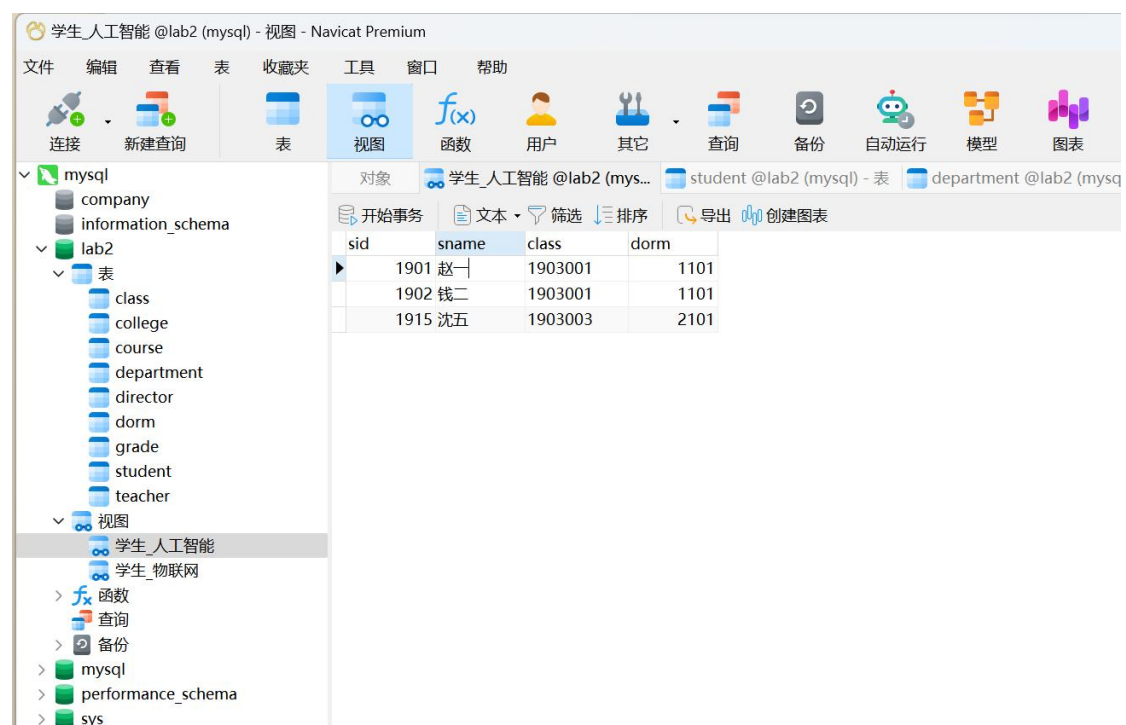 学生_人工智能 @lab2 (mysql) - 视图 - Navicat Premium
文件 编辑 查看 表 收藏夹 工具 窗口 帮助
连接 新建查询 表 视图 函数 用户 其它 查询 备份 自动运行 模型 图表
对象 学生_人工智能 @lab2 (mys... student @lab2 (mysql) - 表 department @lab2 (mysq
开始事务 文本 筛选 排序 导出 创建图表
sid sname class dorm
1901 赵一 1903001 1101
1902 钱二 1903001 1101
1915 沈五 1903003 2101
mysql
company
information_schema
lab2
表
class
college
course
department
director
dorm
grade
student
teacher
视图
学生_人工智能
学生_物联网
函数
查询
备份
mysql
performance_schema
sys